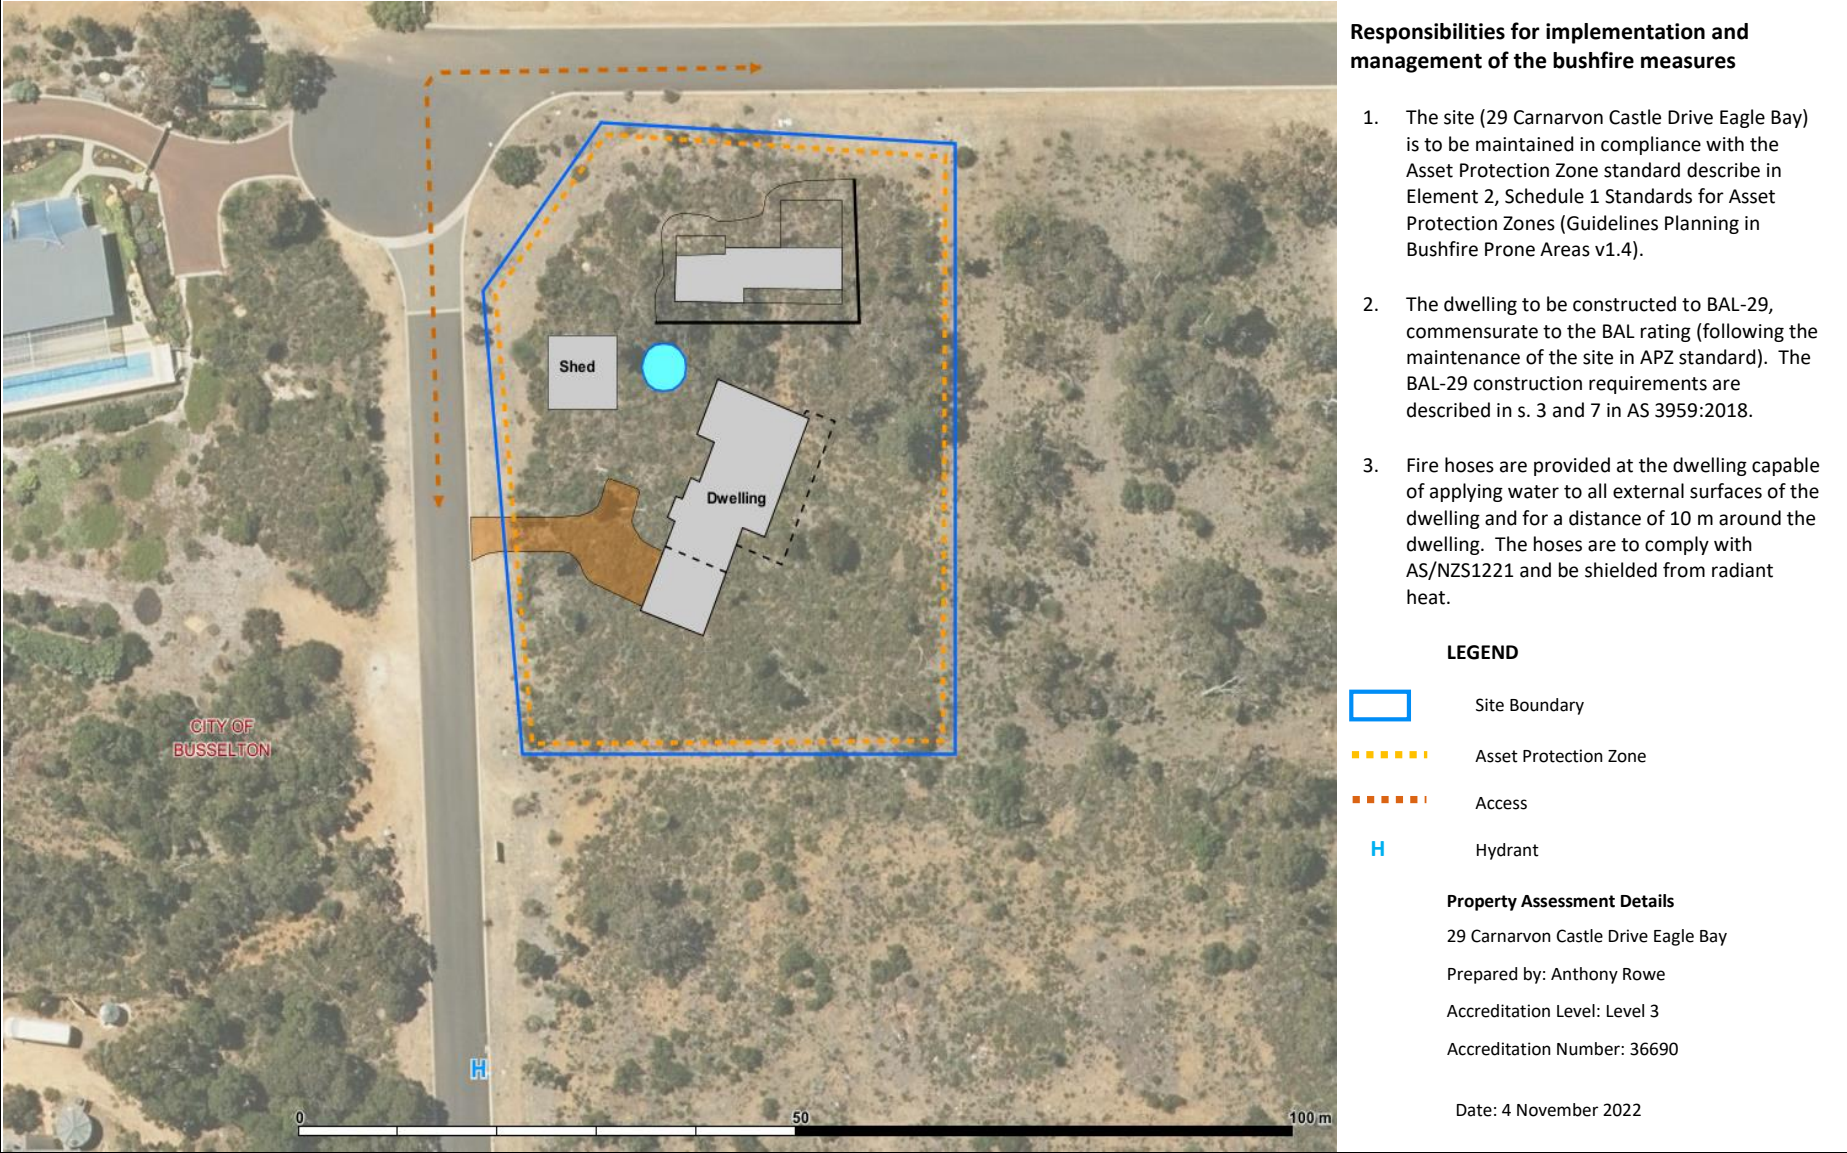 Responsibilities for implementation and
management of the bushfire measures
1. The site (29 Carnarvon Castle Drive Eagle Bay)
is to be maintained in compliance with the
Asset Protection Zone standard describe in
Element 2, Schedule 1 Standards for Asset
Protection Zones (Guidelines Planning in
Bushfire Prone Areas v1.4).
2. The dwelling to be constructed to BAL-29,
commensurate to the BAL rating (following the
maintenance of the site in APZ standard). The
BAL-29 construction requirements are
described in s. 3 and 7 in AS 3959:2018.
3. Fire hoses are provided at the dwelling capable
of applying water to all external surfaces of the
dwelling and for a distance of 10 m around the
dwelling. The hoses are to comply with
AS/NZS1221 and be shielded from radiant
heat.
LEGEND
Site Boundary
Asset Protection Zone
Access
H Hydrant
Property Assessment Details
29 Carnarvon Castle Drive Eagle Bay
Prepared by: Anthony Rowe
Accreditation Level: Level 3
Accreditation Number: 36690
Date: 4 November 2022
Shed
Dwelling
CITY OF
BUSSELTON
H
0 50 100 m